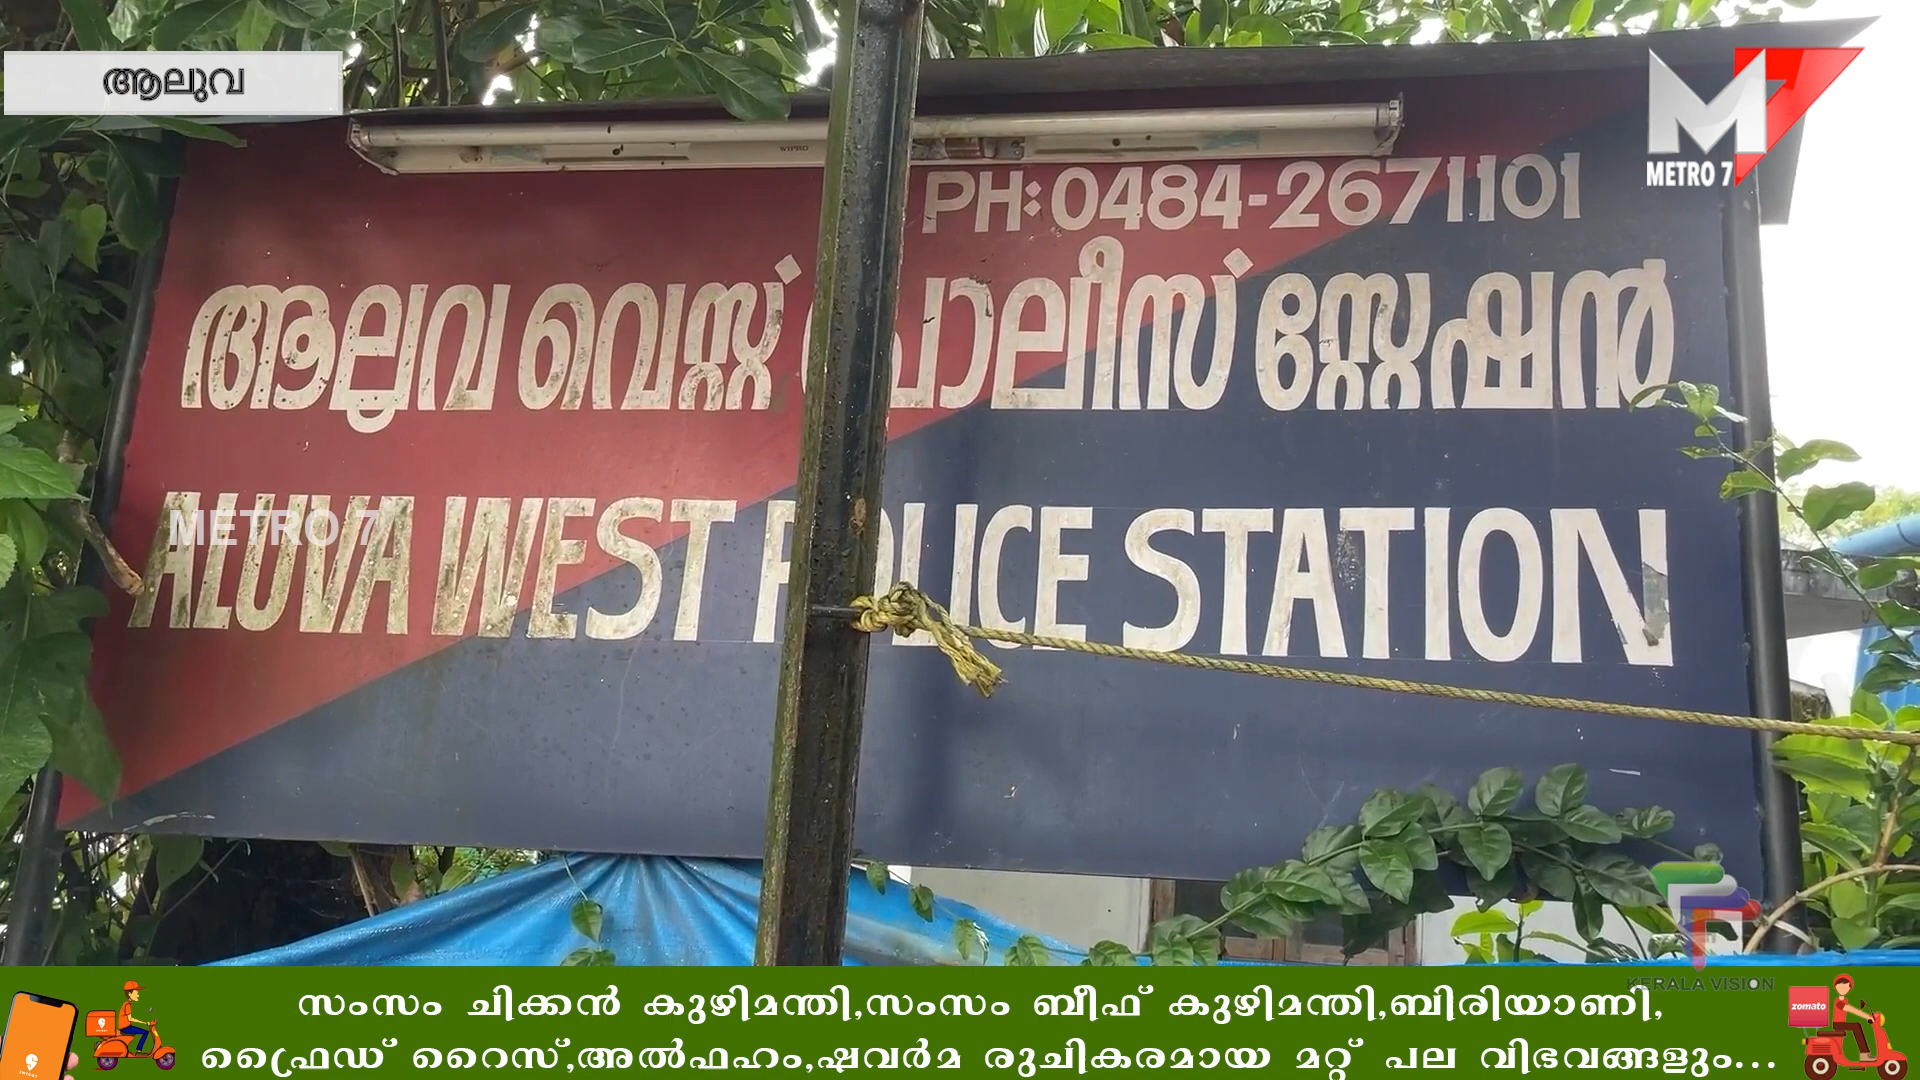 ആലുവ
METRO 7
WIPRO
PH:0484-2671101
ആലുവ വെസ്റ്റ് പൊലീസ് സ്റ്റേഷൻ
ALUVA WEST POLICE STATION
METRO 7
KERALA VISION
സംസം ചിക്കൻ കുഴിമന്തി,സംസം ബീഫ് കുഴിമന്തി,ബിരിയാണി,
ഫ്രൈഡ് റൈസ്,അൽഫഹം,ഷവർമ രുചികരമായ മറ്റ് പല വിഭവങ്ങളും...
zomato